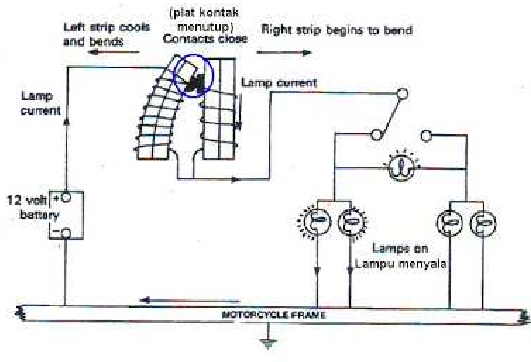 (plat kontak
menutup)
Left strip cools
and bends
Contacts close
Right strip begins to bend
Lamp current
Lamp
current
12 volt
battery
+
-
Lamps on
Lampu menyala
MOTORCYCLE FRAME